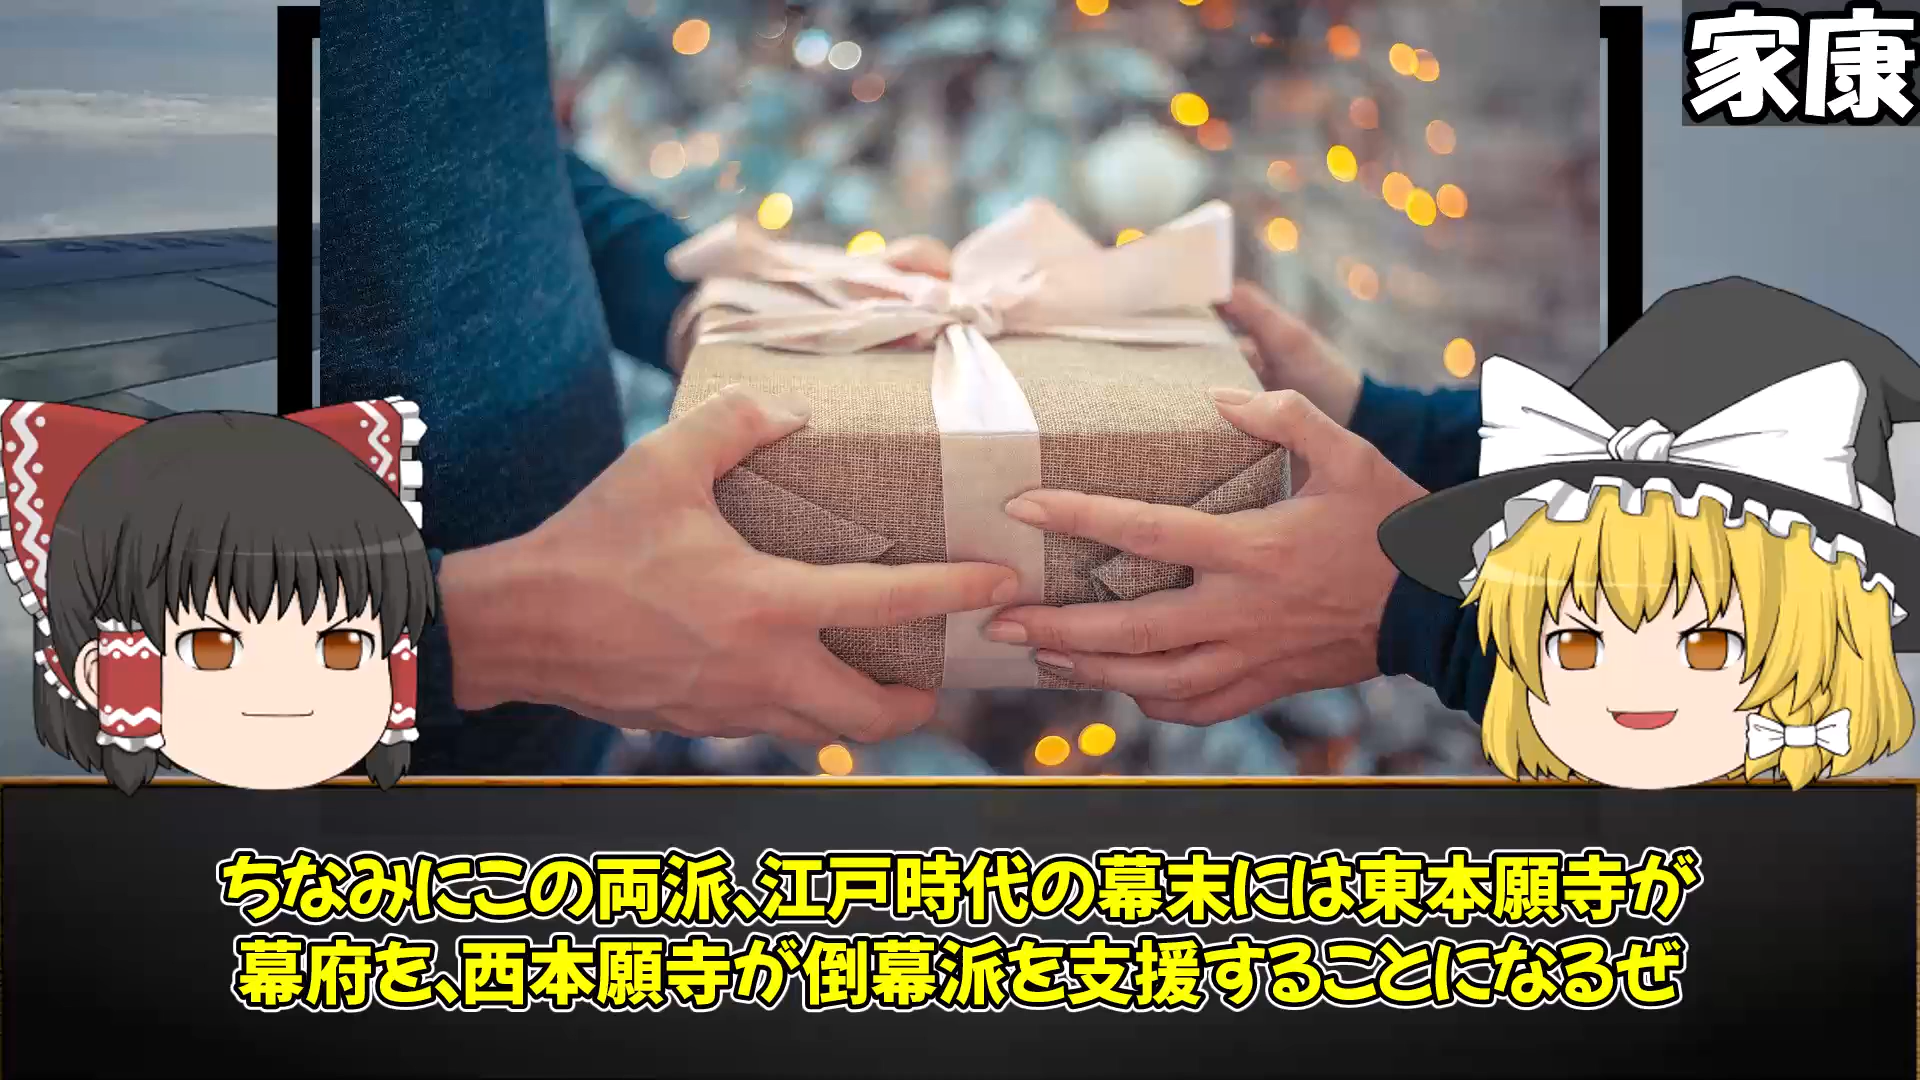 家康
ちなみにこの両派、江戸時代の幕末には東本願寺が
幕府を、西本願寺が倒幕派を支援することになるぜ